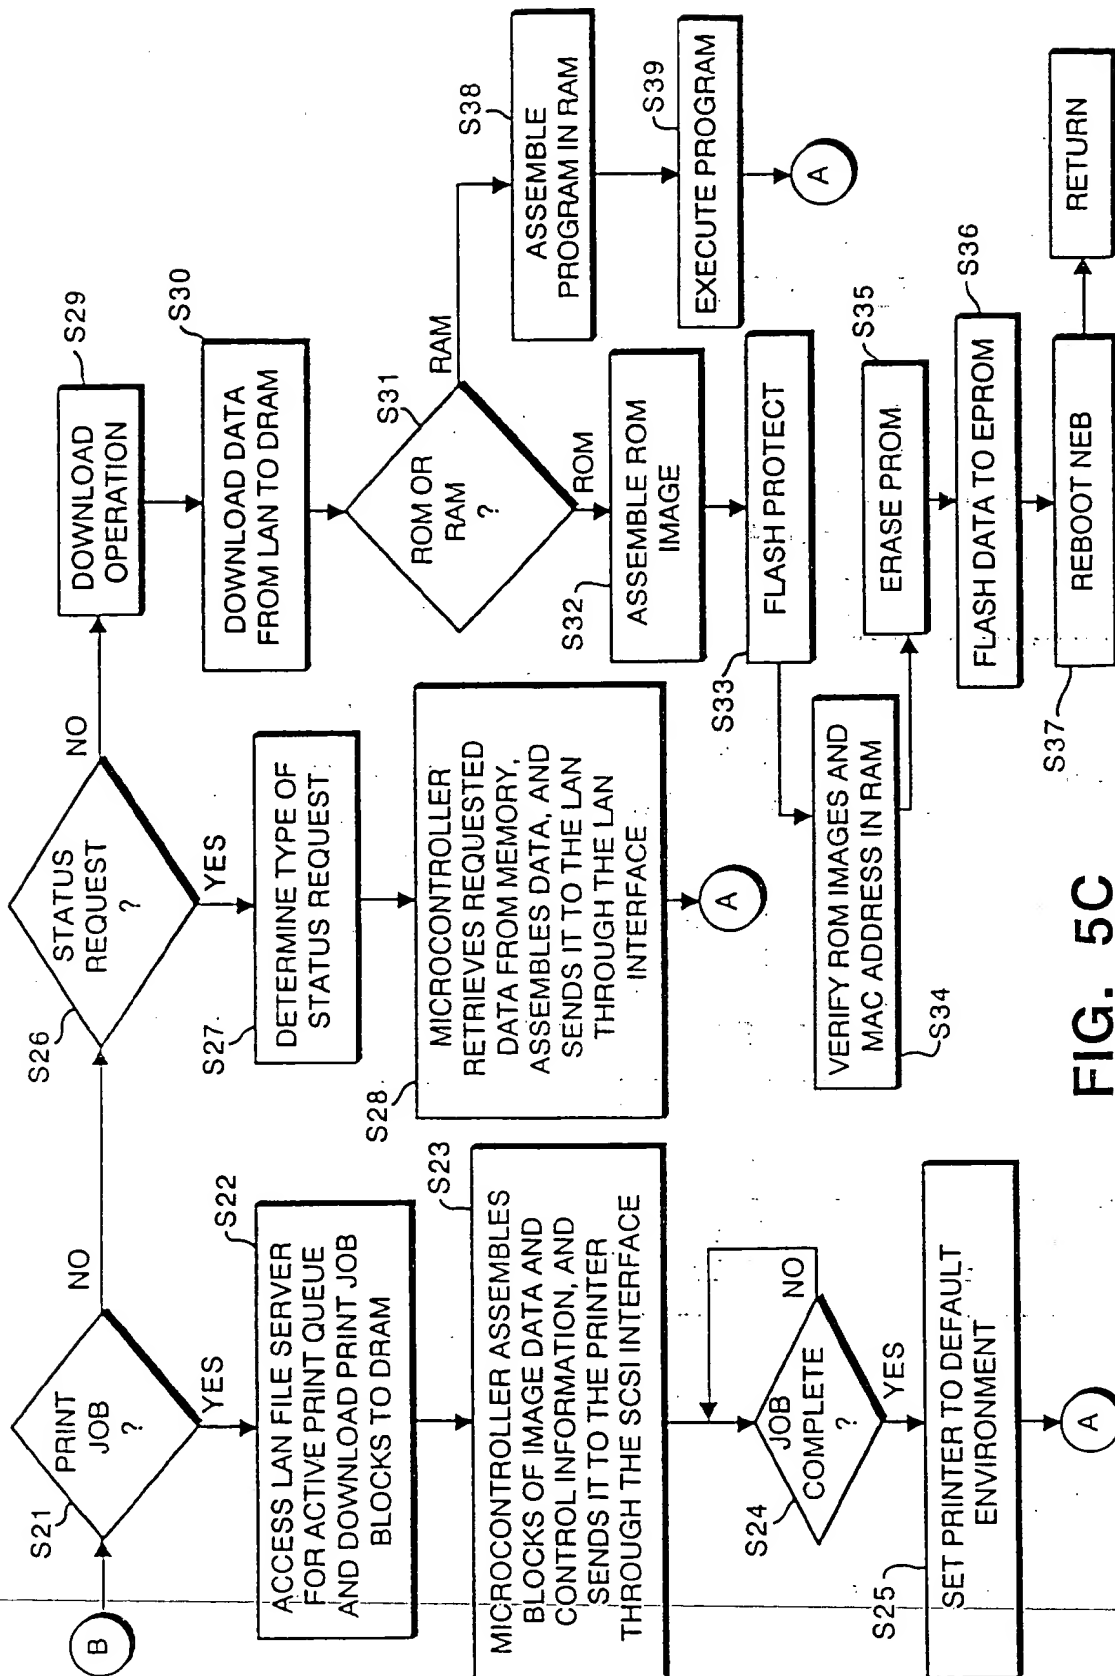 B
S21
PRINT
JOB
?
NO
YES
S22
ACCESS LAN FILE SERVER
FOR ACTIVE PRINT QUEUE
AND DOWNLOAD PRINT JOB
BLOCKS TO DRAM
S23
MICROCONTROLLER ASSEMBLES
BLOCKS OF IMAGE DATA AND
CONTROL INFORMATION, AND
SENDS IT TO THE PRINTER
THROUGH THE SCSI INTERFACE
S24
JOB
COMPLETE
?
NO
YES
S25
SET PRINTER TO DEFAULT
ENVIRONMENT
A
S26
STATUS
REQUEST
?
NO
YES
S27
DETERMINE TYPE OF
STATUS REQUEST
S28
MICROCONTROLLER
RETRIEVES REQUESTED
DATA FROM MEMORY,
ASSEMBLES DATA, AND
SENDS IT TO THE LAN
THROUGH THE LAN
INTERFACE
A
S29
DOWNLOAD
OPERATION
S30
DOWNLOAD DATA
FROM LAN TO DRAM
S31
ROM OR
RAM
?
RAM
ROM
S32
ASSEMBLE ROM
IMAGE
S33
FLASH PROTECT
VERIFY ROM IMAGES AND
MAC ADDRESS IN RAM
S34
S35
ERASE PROM
S36
FLASH DATA TO EPROM
S37
REBOOT NEB
RETURN
S38
ASSEMBLE
PROGRAM IN RAM
S39
EXECUTE PROGRAM
A
FIG. 5C